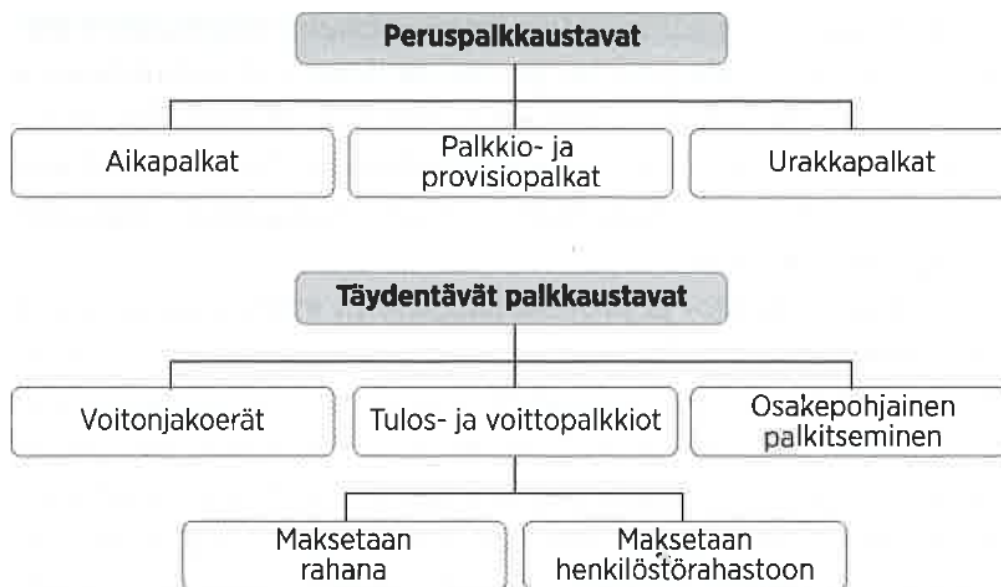 Peruspalkkaustavat
Aikapalkat
Palkkio- ja
provisiopalkat
Urakkapalkat
Täydentävät palkkaustavat
Voitonjakoerät
Tulos- ja voittopalkkiot
Osakepohjainen
palkitseminen
Maksetaan
rahana
Maksetaan
henkilöstörahastoon